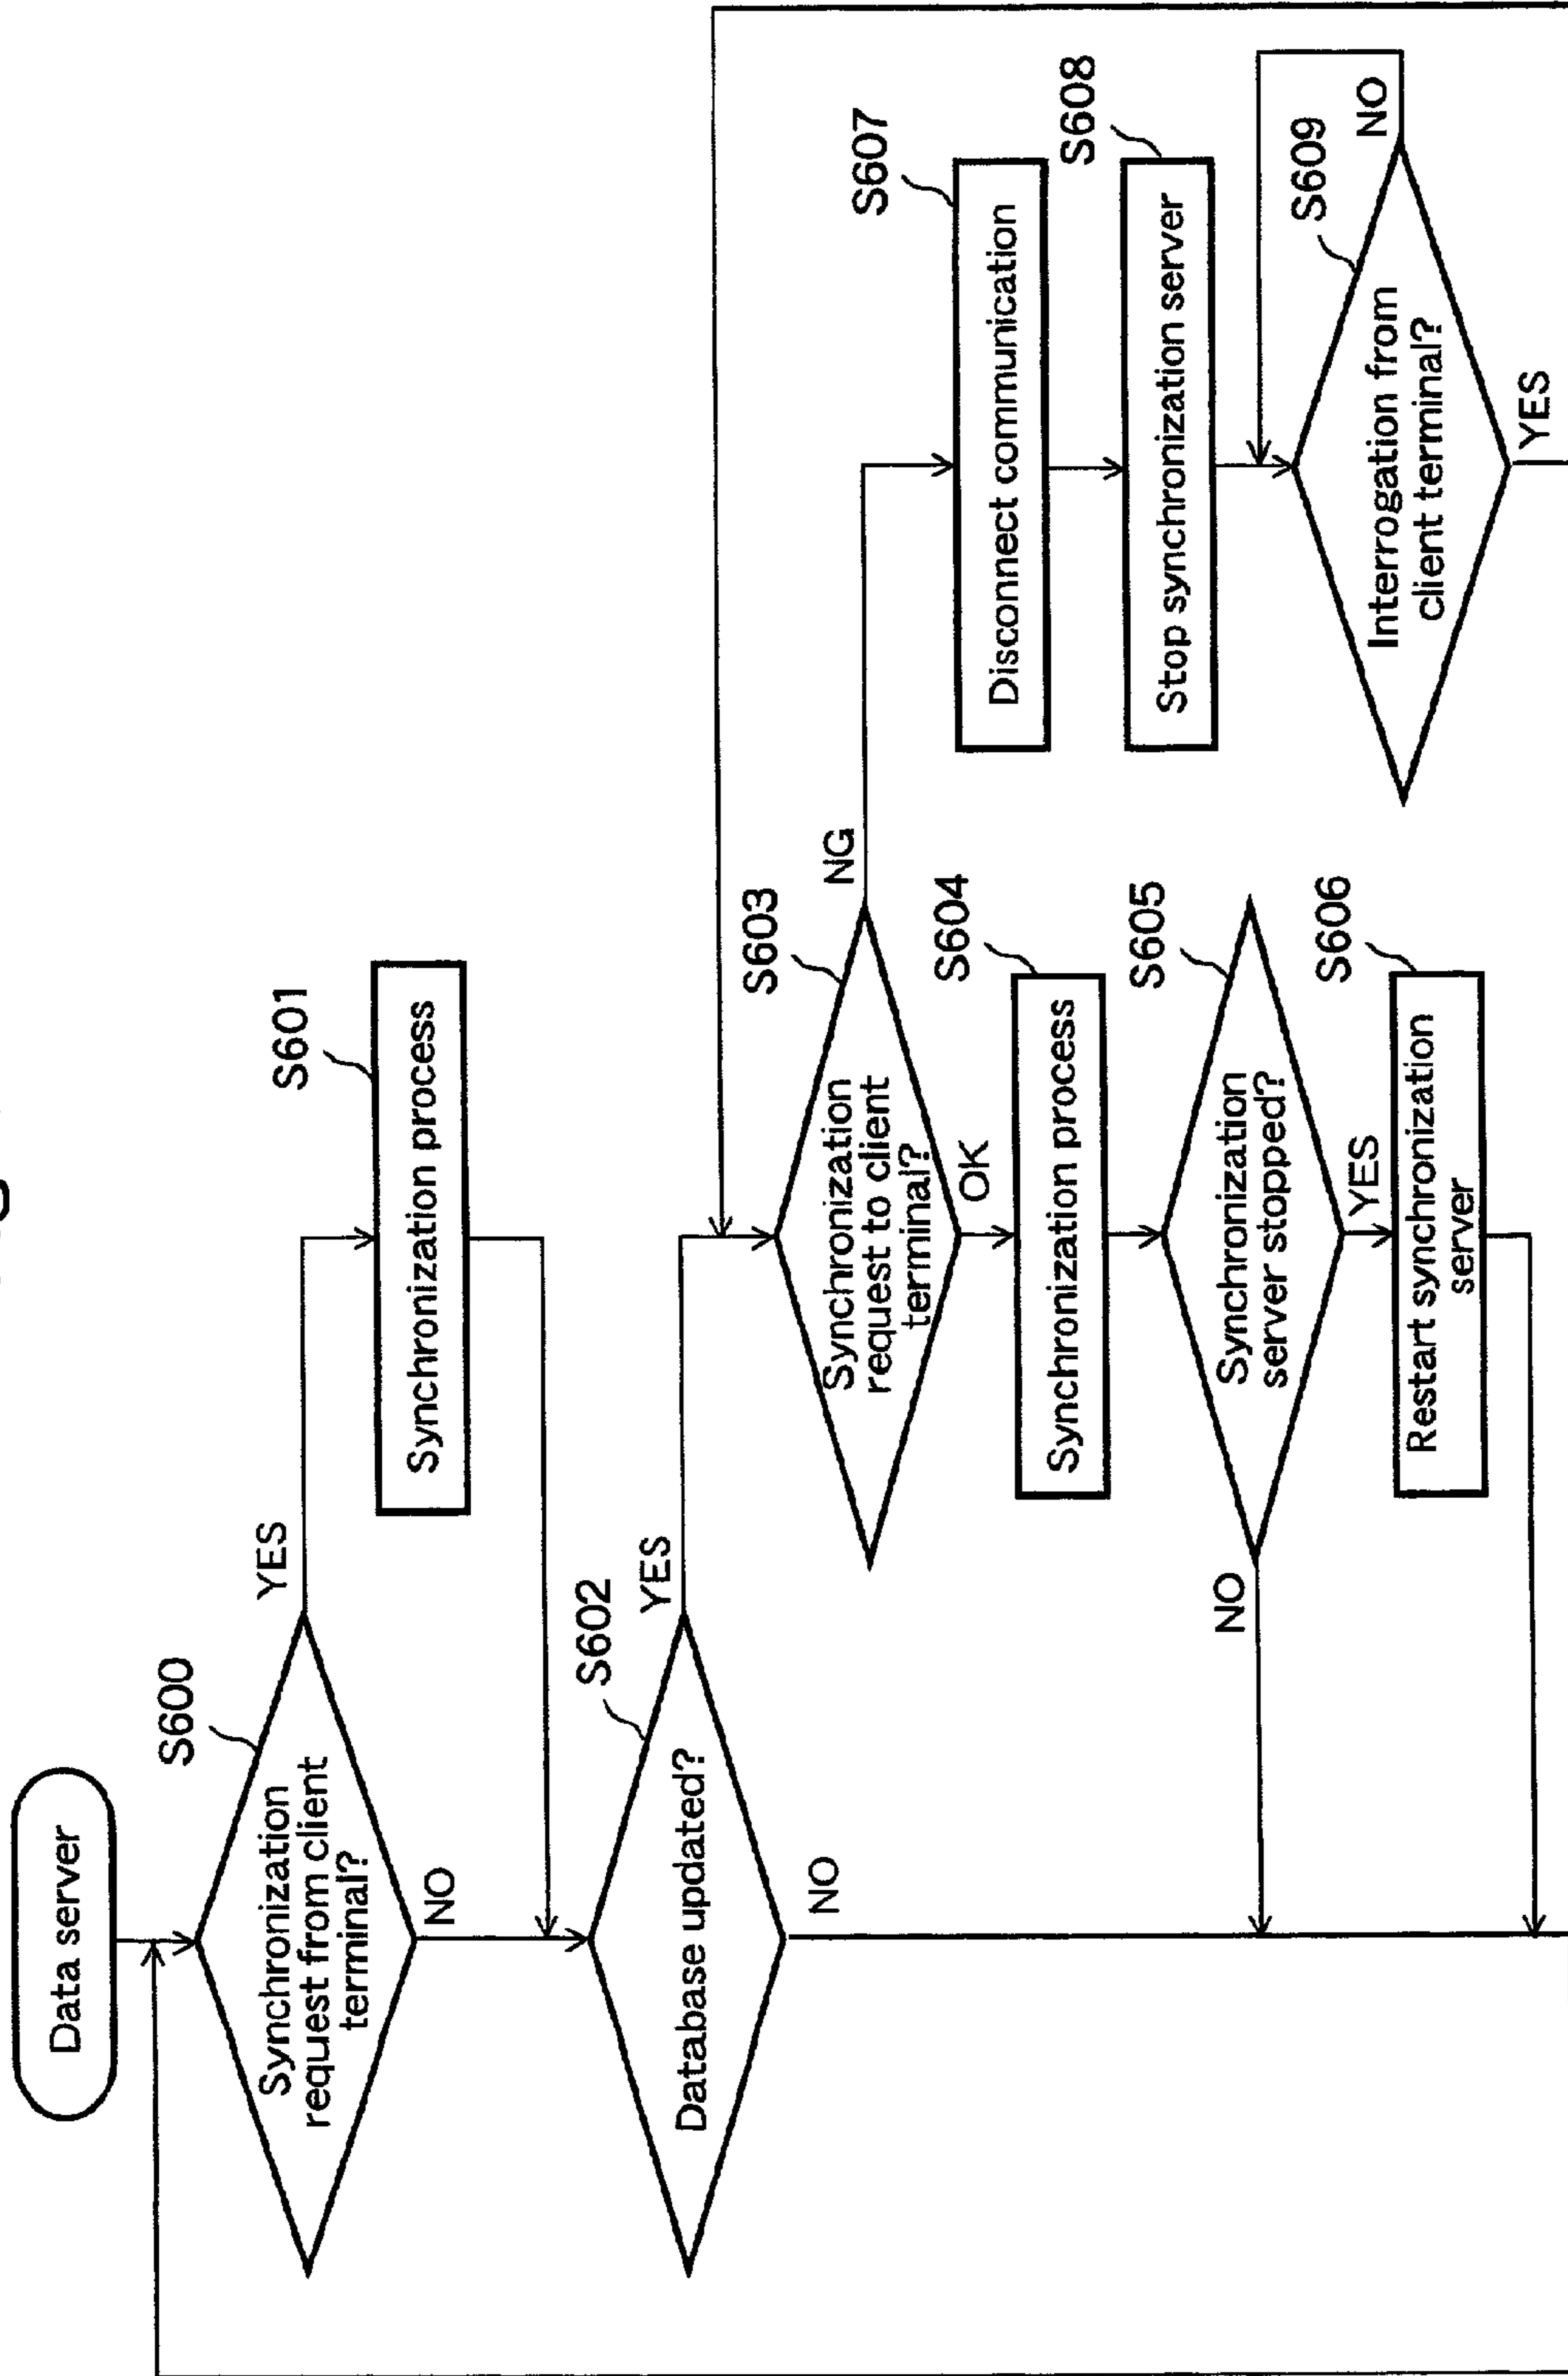 Data server
S600
Synchronization
request from client
terminal?
YES
NO
S601
Synchronization process
S602
Database updated?
YES
NO
S603
Synchronization
request to client
terminal?
NG
OK
S604
Synchronization process
S605
Synchronization
server stopped?
NO
YES
S606
Restart synchronization
server
S607
Disconnect communication
S608
Stop synchronization server
S609
Interrogation from
client terminal?
NO
YES